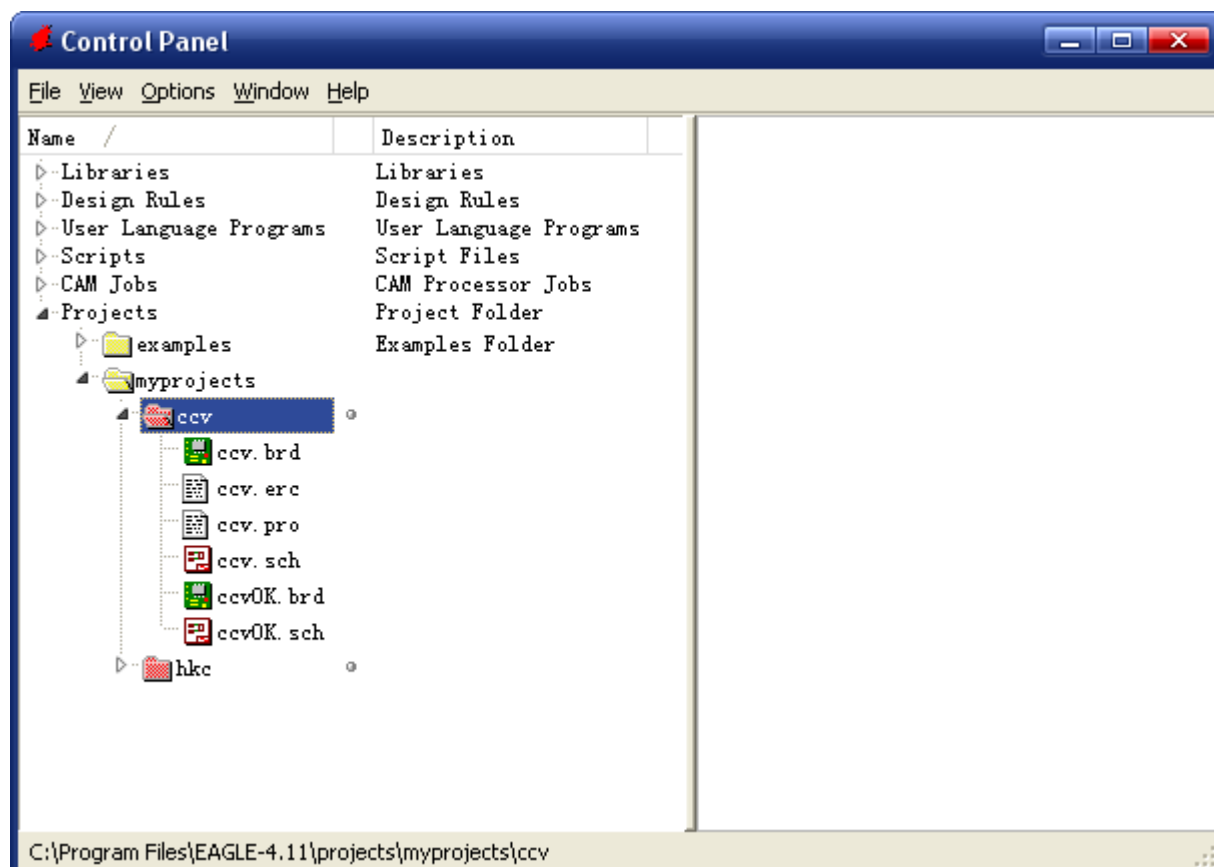 Control Panel
File View Options Window Help
Name Description
Libraries Libraries
Design Rules Design Rules
User Language Programs User Language Programs
Scripts Script Files
CAM Jobs CAM Processor Jobs
Projects Project Folder
examples Examples Folder
myprojects
ccv
ccv.brd
ccv.erc
ccv.pro
ccv.sch
ccvOK.brd
ccvOK.sch
hkc
C:\Program Files\EAGLE-4.11\projects\myprojects\ccv